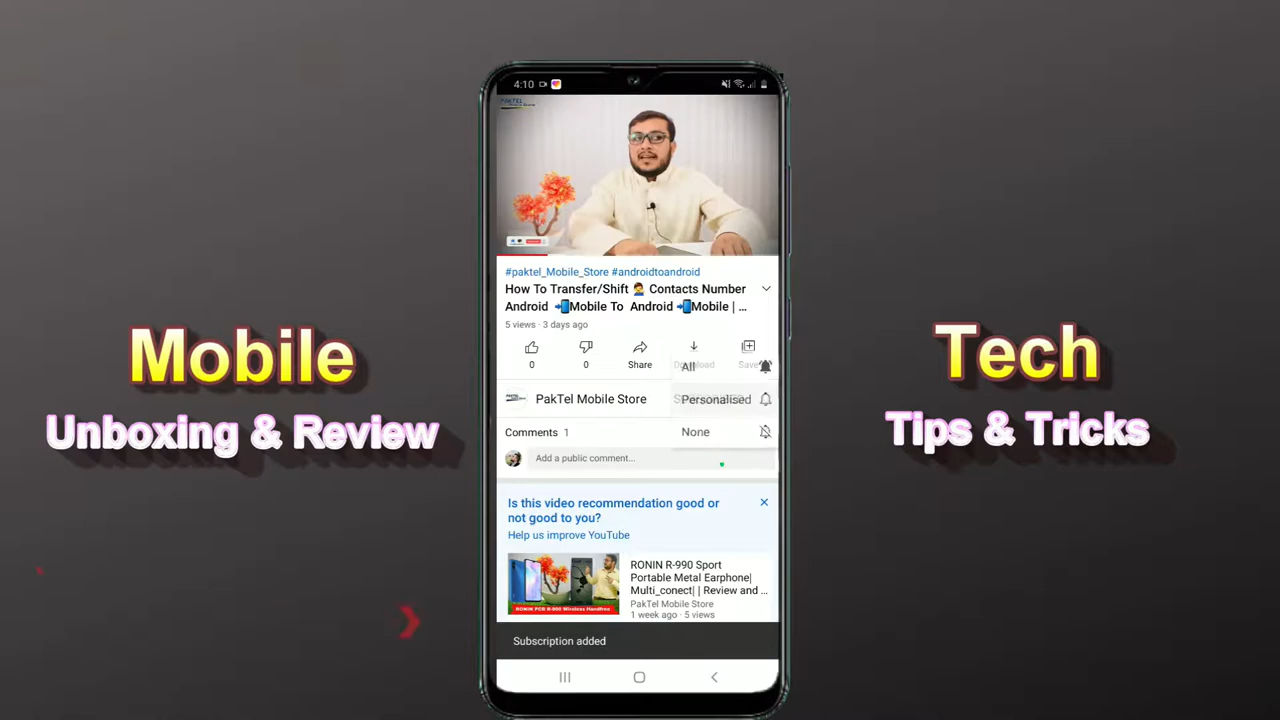 4:10
PAKTEL
#paktel_Mobile_Store #androidtoandroid
How To Transfer/Shift 🙍 Contacts Number
Android 📲Mobile To Android 📲Mobile | ...
5 views · 3 days ago
0
0
Share
Download
Save
All
PakTel Mobile Store
Personalised
Comments 1
None
Add a public comment...
Is this video recommendation good or
not good to you?
Help us improve YouTube
RONIN R-990 Sport
Portable Metal Earphone|
Multi_conect| | Review and ...
PakTel Mobile Store
1 week ago · 5 views
Subscription added
Mobile
Unboxing & Review
Tech
Tips & Tricks